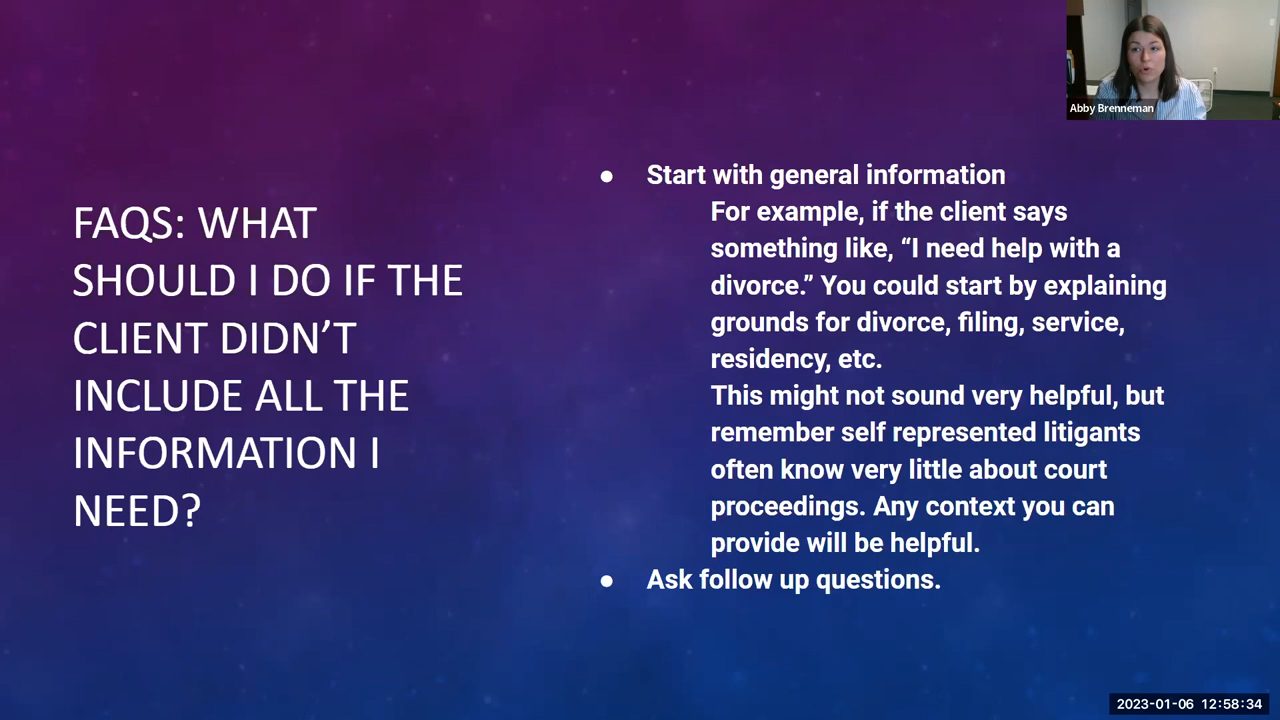 Abby Brenneman
FAQS: WHAT
SHOULD I DO IF THE
CLIENT DIDN’T
INCLUDE ALL THE
INFORMATION I
NEED?
● Start with general information
For example, if the client says
something like, “I need help with a
divorce.” You could start by explaining
grounds for divorce, filing, service,
residency, etc.
This might not sound very helpful, but
remember self represented litigants
often know very little about court
proceedings. Any context you can
provide will be helpful.
● Ask follow up questions.
2023-01-06 12:58:34